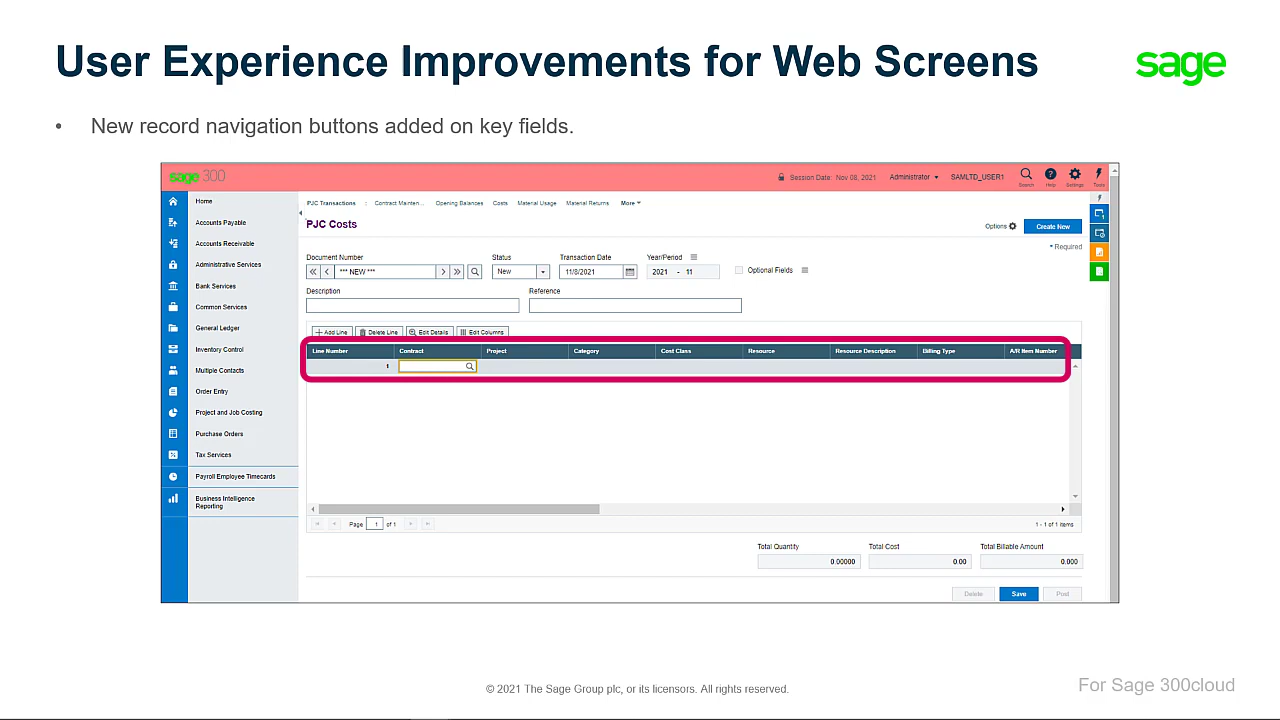 User Experience Improvements for Web Screens
sage
• New record navigation buttons added on key fields.
sage 300
Session Date: Nov 08, 2021
Administrator
SAMLTD_USER1
Search
Help
Settings
Tools
Home
Accounts Payable
Accounts Receivable
Administrative Services
Bank Services
Common Services
General Ledger
Inventory Control
Multiple Contacts
Order Entry
Project and Job Costing
Purchase Orders
Tax Services
Payroll Employee Timecards
Business Intelligence
Reporting
PJC Transactions : Contract Mainten... Opening Balances Costs Material Usage Material Returns More
PJC Costs
Options
Create New
* Required
Document Number Status Transaction Date Year/Period
*** NEW *** New 11/8/2021 2021 - 11 Optional Fields
Description Reference
Add Line Delete Line Edit Details Edit Columns
Line Number Contract Project Category Cost Class Resource Resource Description Billing Type A/R Item Number
1
Page 1 of 1
1 - 1 of 1 items
Total Quantity Total Cost Total Billable Amount
0.00000 0.00 0.000
Delete Save Post
© 2021 The Sage Group plc, or its licensors. All rights reserved.
For Sage 300cloud